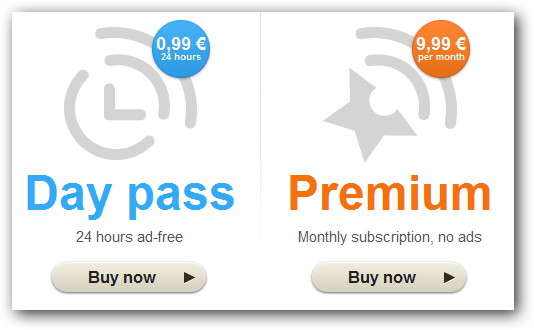 0,99 €
24 hours
Day pass
24 hours ad-free
Buy now
9,99 €
per month
Premium
Monthly subscription, no ads
Buy now